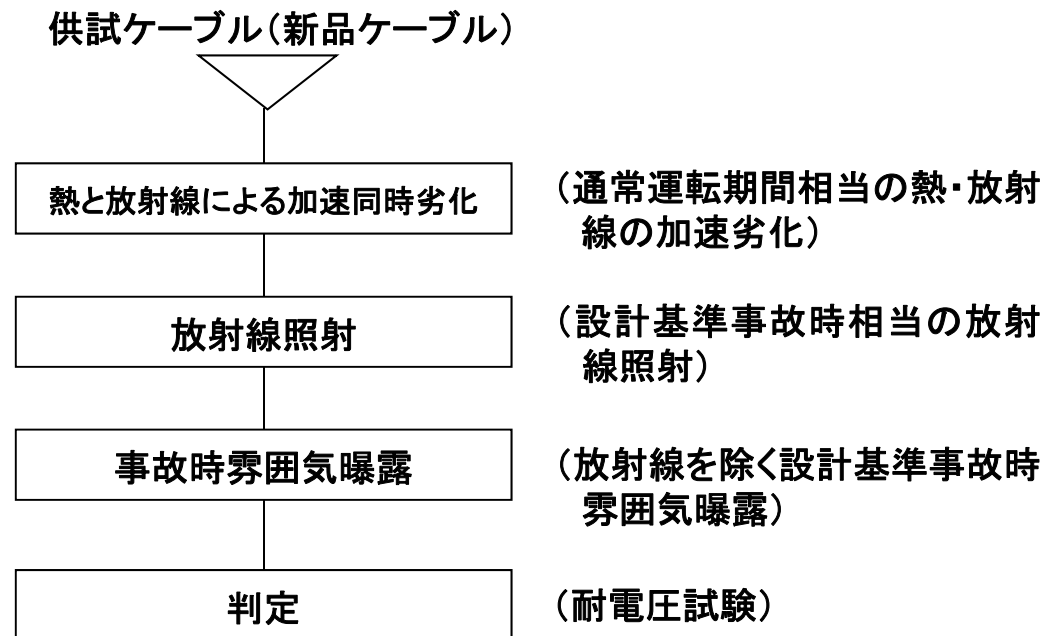 供試ケーブル（新品ケーブル）
熱と放射線による加速同時劣化
（通常運転期間相当の熱・放射
線の加速劣化）
放射線照射
（設計基準事故時相当の放射
線照射）
事故時雰囲気曝露
（放射線を除く設計基準事故時
雰囲気曝露）
判定
（耐電圧試験）